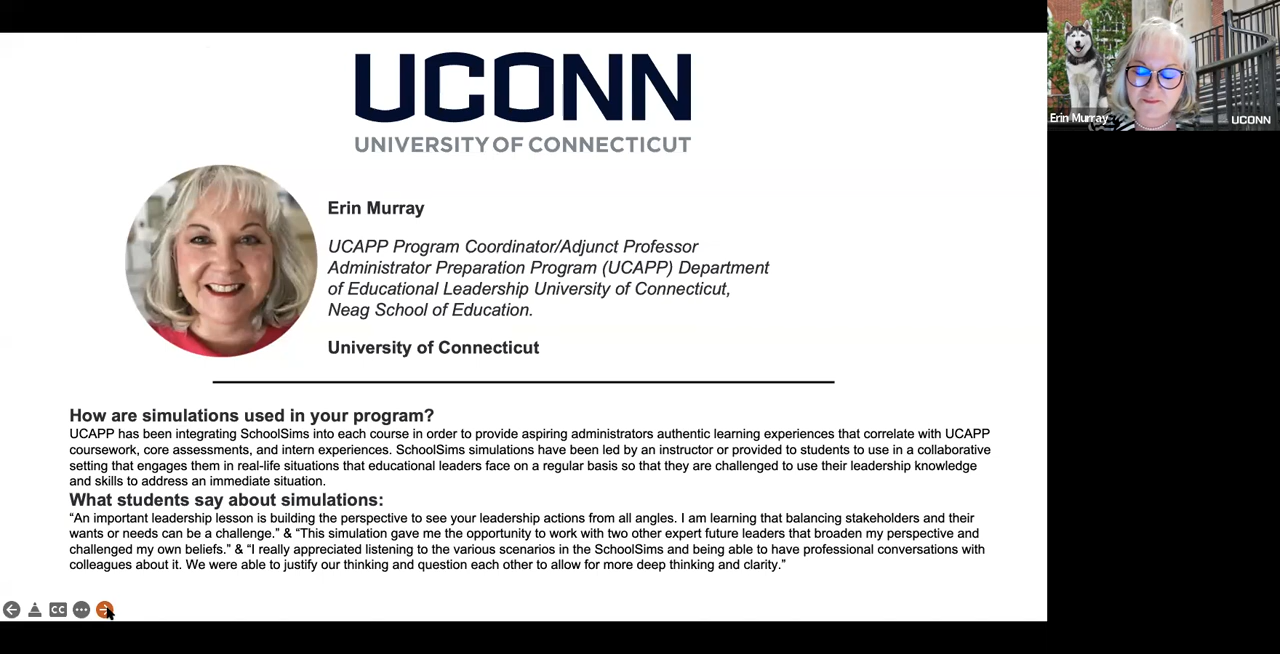 UCONN
UNIVERSITY OF CONNECTICUT
Erin Murray
UCAPP Program Coordinator/Adjunct Professor
Administrator Preparation Program (UCAPP) Department
of Educational Leadership University of Connecticut,
Neag School of Education.
University of Connecticut
How are simulations used in your program?
UCAPP has been integrating SchoolSims into each course in order to provide aspiring administrators authentic learning experiences that correlate with UCAPP
coursework, core assessments, and intern experiences. SchoolSims simulations have been led by an instructor or provided to students to use in a collaborative
setting that engages them in real-life situations that educational leaders face on a regular basis so that they are challenged to use their leadership knowledge
and skills to address an immediate situation.
What students say about simulations:
“An important leadership lesson is building the perspective to see your leadership actions from all angles. I am learning that balancing stakeholders and their
wants or needs can be a challenge.” & “This simulation gave me the opportunity to work with two other expert future leaders that broaden my perspective and
challenged my own beliefs.” & “I really appreciated listening to the various scenarios in the SchoolSims and being able to have professional conversations with
colleagues about it. We were able to justify our thinking and question each other to allow for more deep thinking and clarity.”
CC
Erin Murray
UCONN